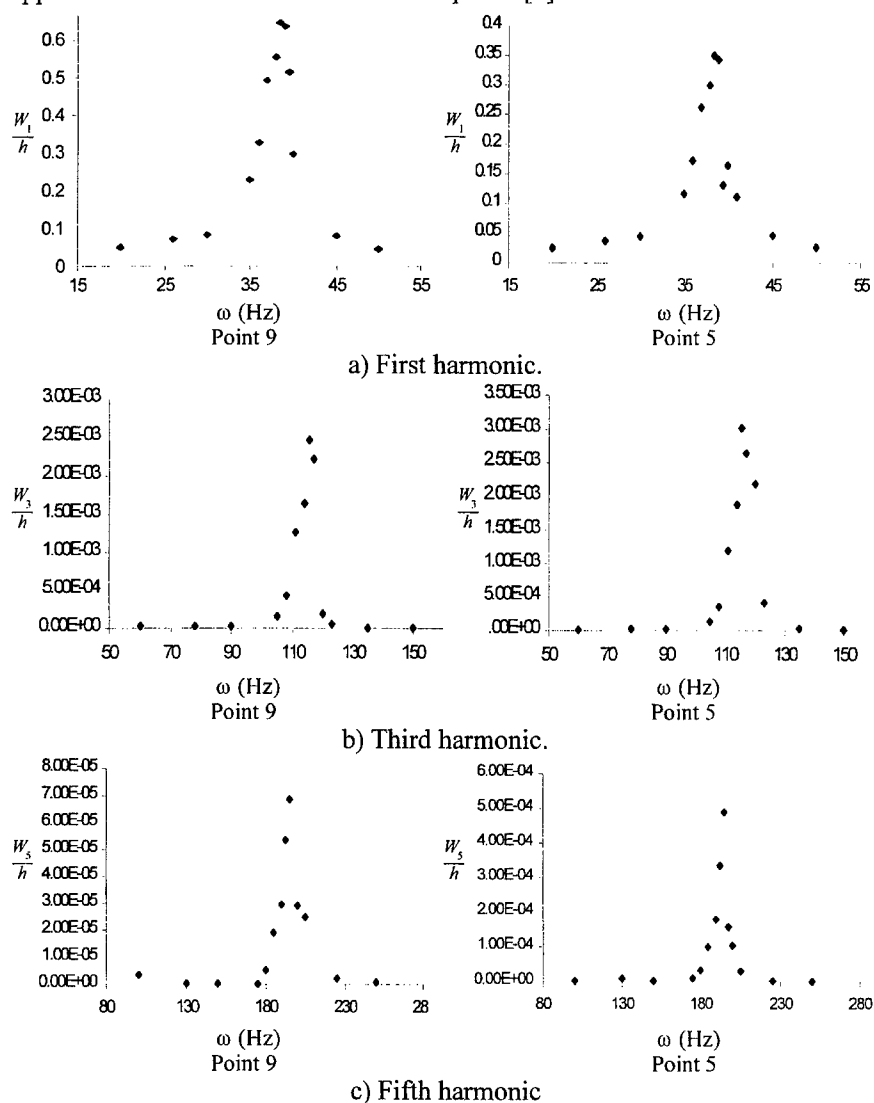 0.6
0.5
0.4
W1/h
0.3
0.2
0.1
0
15 25 35 45 55
ω (Hz)
Point 9
0.4
0.35
0.3
0.25
W1/h
0.2
0.15
0.1
0.05
0
15 25 35 45 55
ω (Hz)
Point 5
a) First harmonic.
3.00E-03
2.50E-03
2.00E-03
W3/h
1.50E-03
1.00E-03
5.00E-04
0.00E+00
50 70 90 110 130 150
ω (Hz)
Point 9
3.50E-03
3.00E-03
2.50E-03
2.00E-03
W3/h
1.50E-03
1.00E-03
5.00E-04
.00E+00
50 70 90 110 130 150
ω (Hz)
Point 5
b) Third harmonic.
8.00E-05
7.00E-05
6.00E-05
5.00E-05
W5/h
4.00E-05
3.00E-05
2.00E-05
1.00E-05
0.00E+00
80 130 180 230 28
ω (Hz)
Point 9
6.00E-04
5.00E-04
4.00E-04
W5/h
3.00E-04
2.00E-04
1.00E-04
0.00E+00
80 130 180 230 280
ω (Hz)
Point 5
c) Fifth harmonic